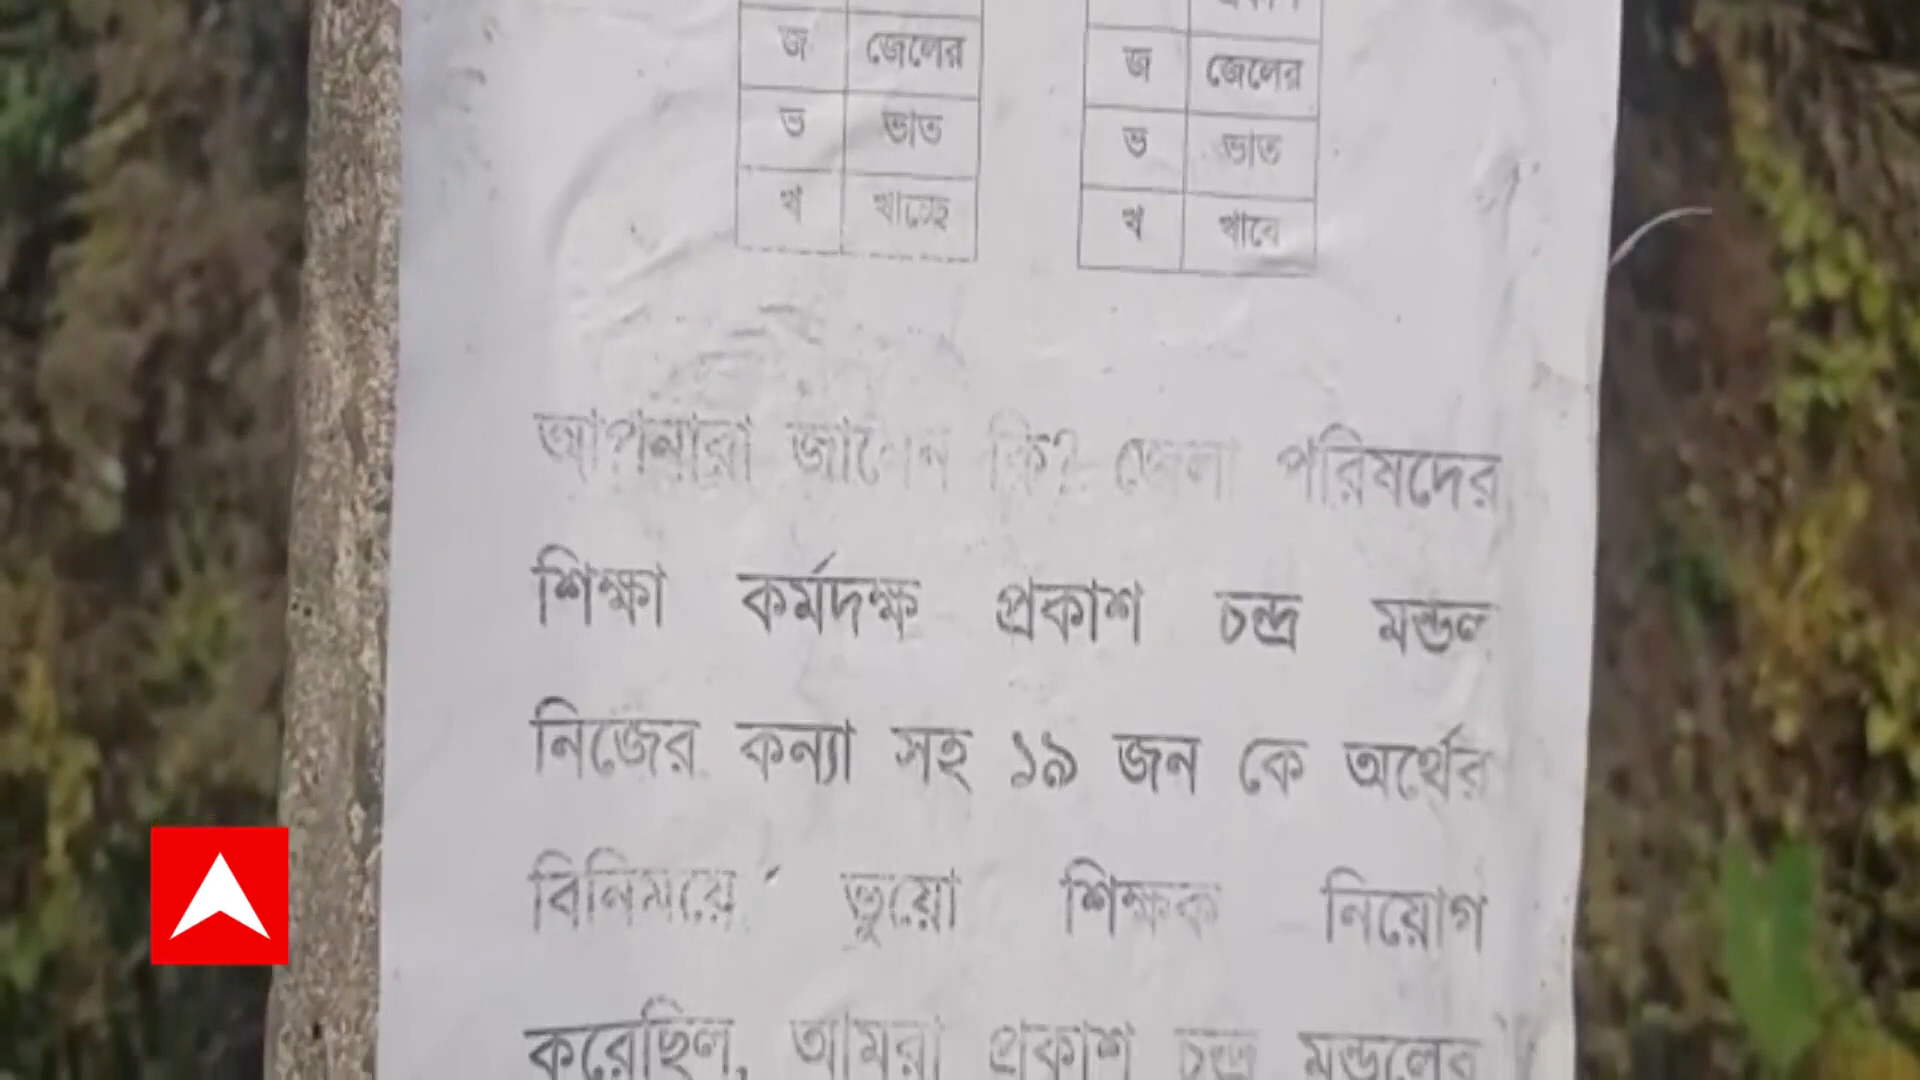 জ জেলের জ জেলের
ভ ভাত ভ ভাত
খ খাচ্ছে খ খাবে
আপনারা জানেন কি? জেলা পরিষদের
শিক্ষা কর্মদক্ষ প্রকাশ চন্দ্র মন্ডল
নিজের কন্যা সহ ১৯ জন কে অর্থের
বিনিময়ে ভুয়ো শিক্ষক নিয়োগ
করেছিল, আমরা প্রকাশ চন্দ্র মন্ডলের